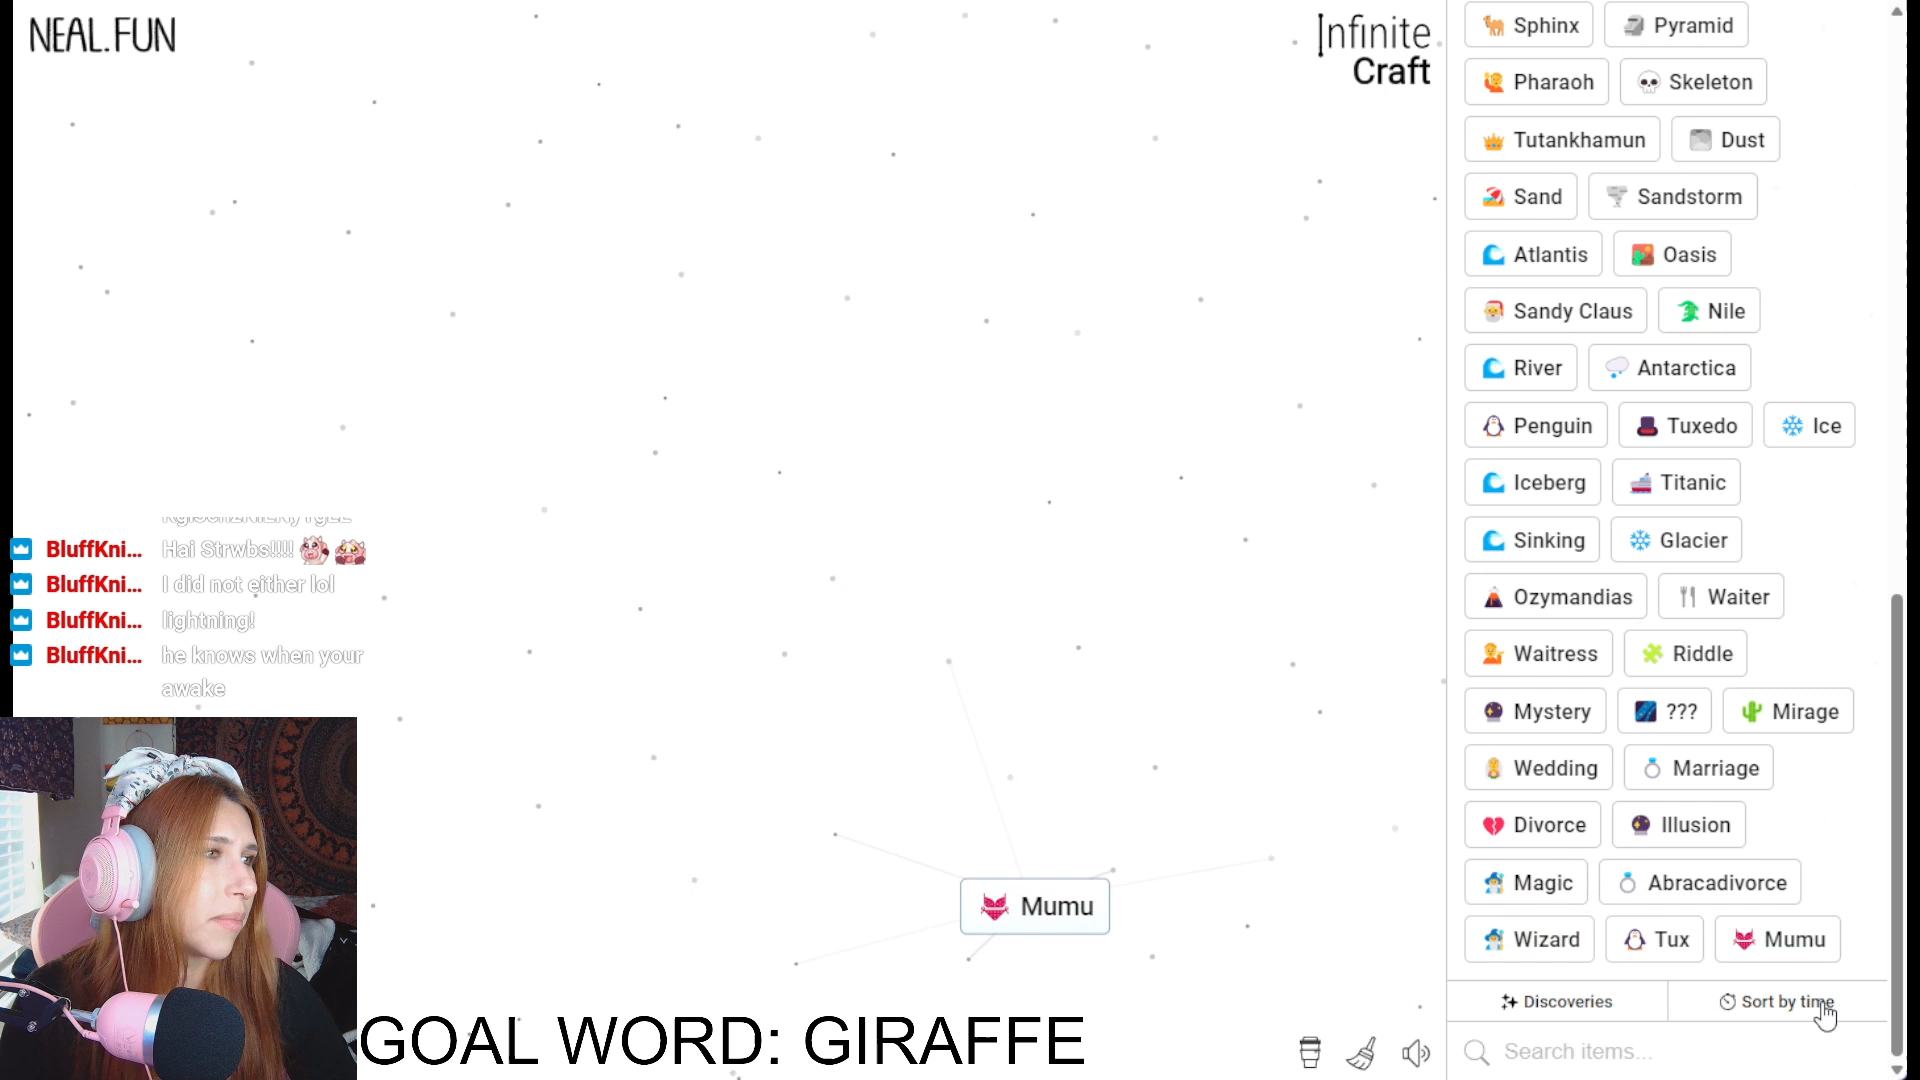 NEAL.FUN
Infinite
Craft
Sphinx Pyramid
Pharaoh Skeleton
Tutankhamun Dust
Sand Sandstorm
Atlantis Oasis
Sandy Claus Nile
River Antarctica
Penguin Tuxedo Ice
Iceberg Titanic
Sinking Glacier
Ozymandias Waiter
Waitress Riddle
Mystery ??? Mirage
Wedding Marriage
Divorce Illusion
Magic Abracadivorce
Wizard Tux Mumu
Discoveries Sort by time
Search items...
BluffKni... Hai Strwbs!!!!
BluffKni... I did not either lol
BluffKni... lightning!
BluffKni... he knows when your
awake
Mumu
GOAL WORD: GIRAFFE